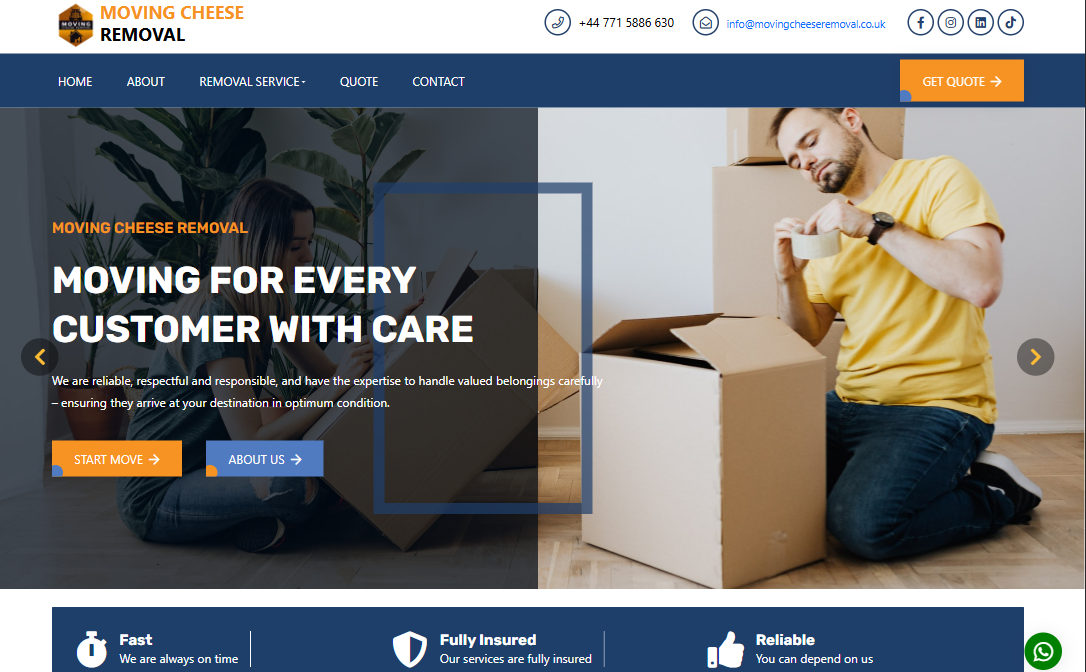 MOVING
MOVING CHEESE
REMOVAL
+44 771 5886 630
info@movingcheeseremoval.co.uk
HOME
ABOUT
REMOVAL SERVICE
QUOTE
CONTACT
GET QUOTE
MOVING CHEESE REMOVAL
MOVING FOR EVERY
CUSTOMER WITH CARE
We are reliable, respectful and responsible, and have the expertise to handle valued belongings carefully
– ensuring they arrive at your destination in optimum condition.
START MOVE
ABOUT US
Fast
We are always on time
Fully Insured
Our services are fully insured
Reliable
You can depend on us